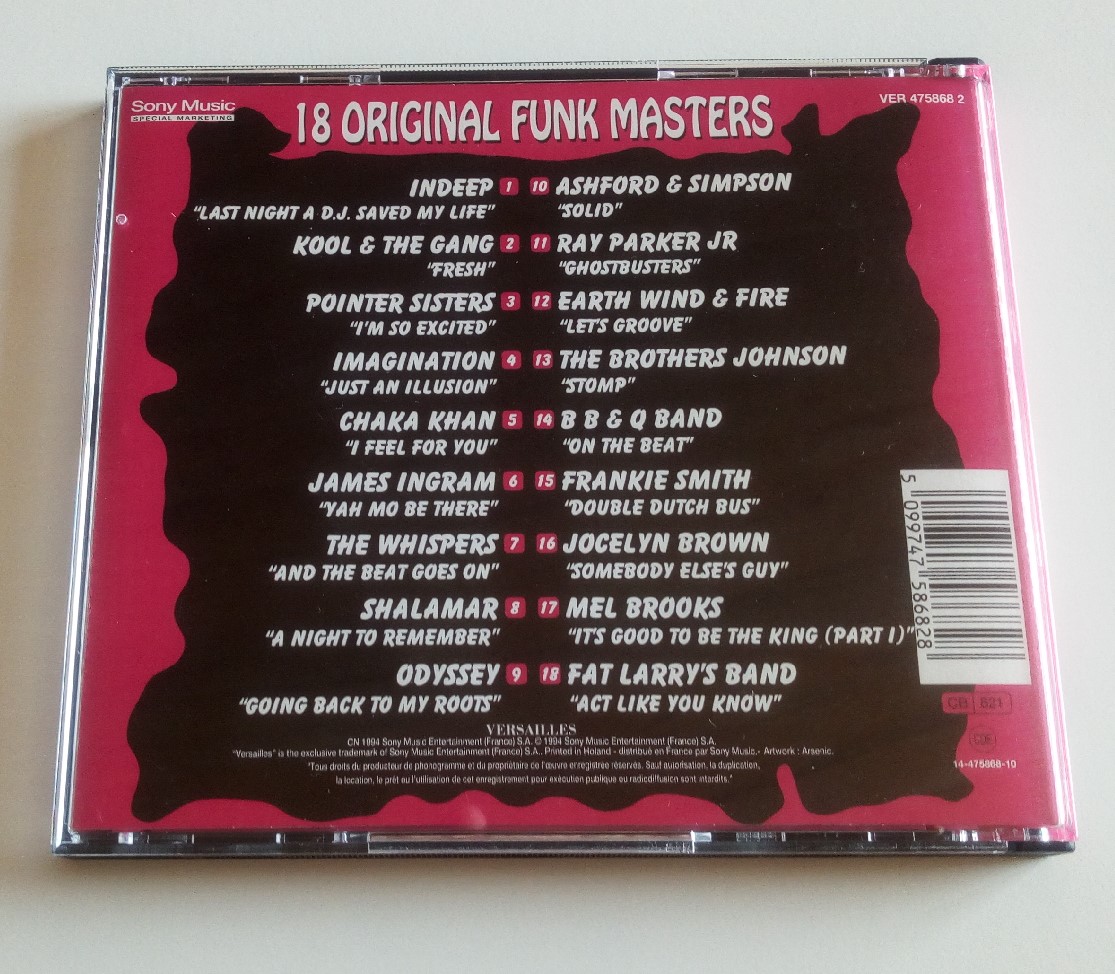 Sony Music
SPECIAL MARKETING
18 ORIGINAL FUNK MASTERS
VER 475868 2
INDEEP 1
"LAST NIGHT A D.J. SAVED MY LIFE"
KOOL & THE GANG 2
"FRESH"
POINTER SISTERS 3
"I'M SO EXCITED"
IMAGINATION 4
"JUST AN ILLUSION"
CHAKA KHAN 5
"I FEEL FOR YOU"
JAMES INGRAM 6
"YAH MO BE THERE"
THE WHISPERS 7
"AND THE BEAT GOES ON"
SHALAMAR 8
"A NIGHT TO REMEMBER"
ODYSSEY 9
"GOING BACK TO MY ROOTS"
10 ASHFORD & SIMPSON
"SOLID"
11 RAY PARKER JR
"GHOSTBUSTERS"
12 EARTH WIND & FIRE
"LET'S GROOVE"
13 THE BROTHERS JOHNSON
"STOMP"
14 B B & Q BAND
"ON THE BEAT"
15 FRANKIE SMITH
"DOUBLE DUTCH BUS"
16 JOCELYN BROWN
"SOMEBODY ELSE'S GUY"
17 MEL BROOKS
"IT'S GOOD TO BE THE KING (PART I)"
18 FAT LARRY'S BAND
"ACT LIKE YOU KNOW"
5 099747 586828
CB 821
14-475868-10
VERSAILLES
CN 1994 Sony Music Entertainment (France) S.A. © 1994 Sony Music Entertainment (France) S.A.
"Versailles" is the exclusive trademark of Sony Music Entertainment (France) S.A.. Printed in Holland - distribué en France par Sony Music.- Artwork : Arsenic.
"Tous droits du producteur de phonogramme et du propriétaire de l'œuvre enregistrée réservés. Sauf autorisation, la duplication,
la location, le prêt ou l'utilisation de cet enregistrement pour exécution publique ou radiodiffusion sont interdits."